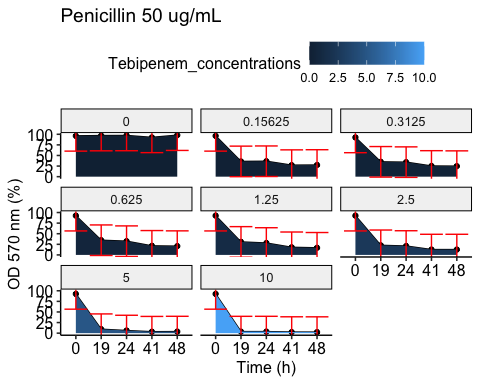 Penicillin 50 ug/mL
Tebipenem_concentrations
0.0 2.5 5.0 7.5 10.0
0 0.15625 0.3125
100
75
50
25
0
0.625 1.25 2.5
100
75
50
25
0
5 10
0 19 24 41 48
100
75
50
25
0
0 19 24 41 48 0 19 24 41 48
Time (h)
OD 570 nm (%)